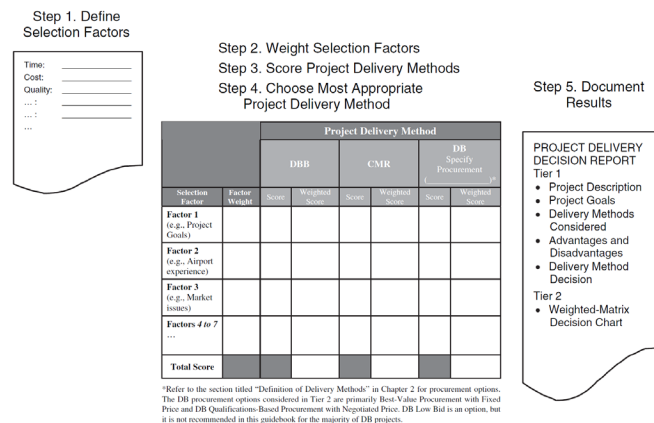 Step 1. Define
Selection Factors
Time:
Cost:
Quality:
... :
... :
...
Step 2. Weight Selection Factors
Step 3. Score Project Delivery Methods
Step 4. Choose Most Appropriate
Project Delivery Method
Project Delivery Method
DBB
CMR
DB
Specify
Procurement
(____________)*
Selection
Factor
Factor
Weight
Score
Weighted
Score
Score
Weighted
Score
Score
Weighted
Score
Factor 1
(e.g., Project
Goals)
Factor 2
(e.g., Airport
experience)
Factor 3
(e.g., Market
issues)
Factors 4 to 7
...
Total Score
*Refer to the section titled “Definition of Delivery Methods” in Chapter 2 for procurement options.
The DB procurement options considered in Tier 2 are primarily Best-Value Procurement with Fixed
Price and DB Qualifications-Based Procurement with Negotiated Price. DB Low Bid is an option, but
it is not recommended in this guidebook for the majority of DB projects.
Step 5. Document
Results
PROJECT DELIVERY
DECISION REPORT
Tier 1
• Project Description
• Project Goals
• Delivery Methods
Considered
• Advantages and
Disadvantages
• Delivery Method
Decision
Tier 2
• Weighted-Matrix
Decision Chart